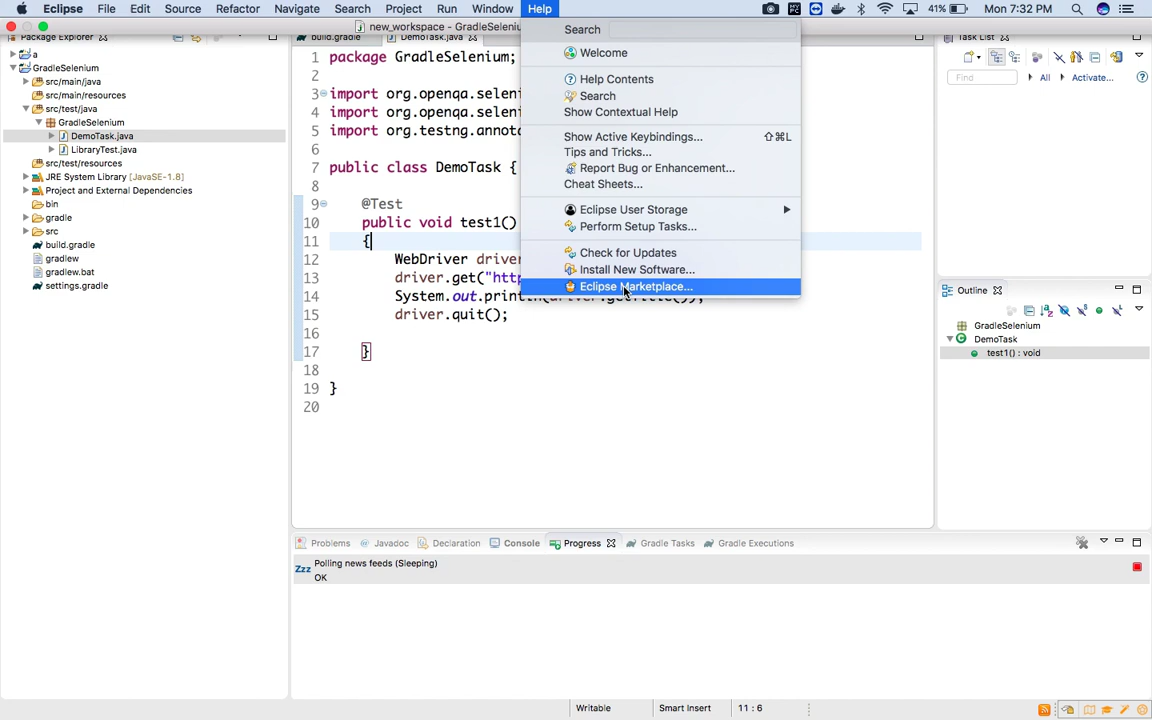 Eclipse File Edit Source Refactor Navigate Search Project Run Window Help 41% Mon 7:32 PM
new_workspace - GradleSeleniu
Package Explorer
a
GradleSelenium
src/main/java
src/main/resources
src/test/java
GradleSelenium
DemoTask.java
LibraryTest.java
src/test/resources
JRE System Library [JavaSE-1.8]
Project and External Dependencies
bin
gradle
src
build.gradle
gradlew
gradlew.bat
settings.gradle
build.gradle DemoTask.java
1 package GradleSelenium;
2
3 import org.openqa.selen
4 import org.openqa.selen
5 import org.testng.annota
6
7 public class DemoTask {
8
9 @Test
10 public void test1()
11 {
12 WebDriver driver
13 driver.get("http
14 System.out.println(driver.getTitle());
15 driver.quit();
16
17 }
18
19 }
20
Search
Welcome
Help Contents
Search
Show Contextual Help
Show Active Keybindings... ⇧⌘L
Tips and Tricks...
Report Bug or Enhancement...
Cheat Sheets...
Eclipse User Storage
Perform Setup Tasks...
Check for Updates
Install New Software...
Eclipse Marketplace...
Task List
Find All Activate...
Outline
GradleSelenium
DemoTask
test1() : void
Problems Javadoc Declaration Console Progress Gradle Tasks Gradle Executions
Zzz Polling news feeds (Sleeping)
OK
Writable Smart Insert 11 : 6